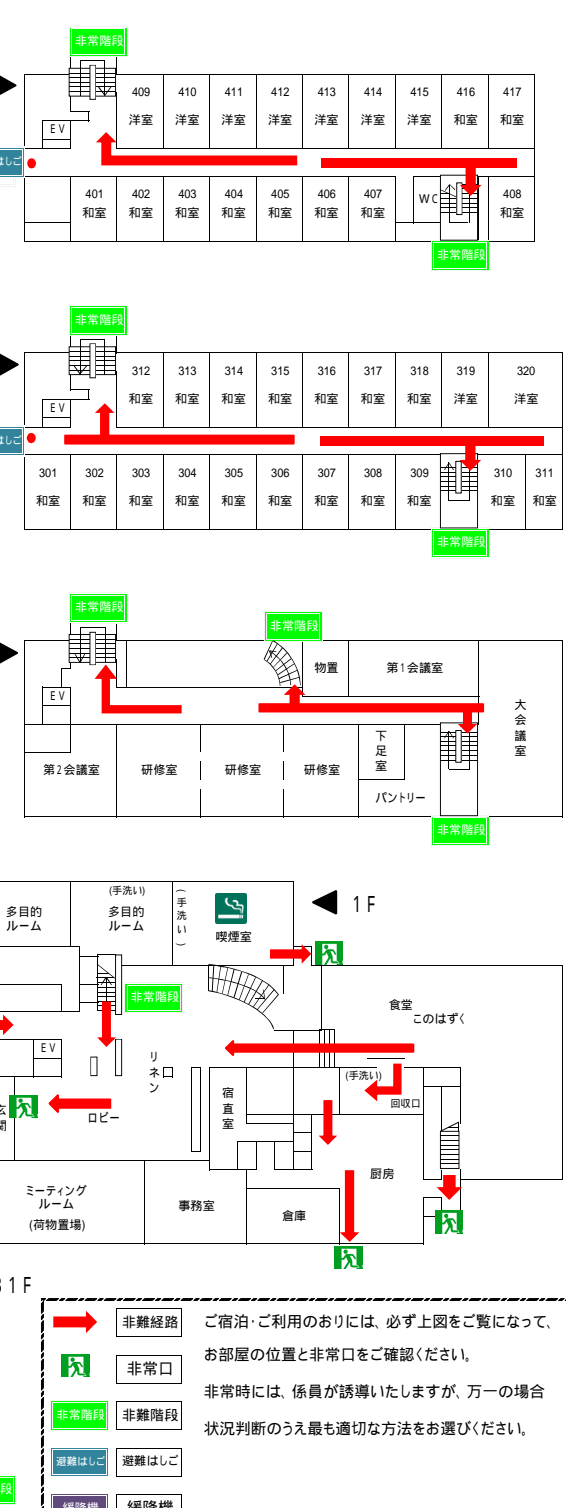 非常階段
409 410 411 412 413 414 415 416 417
洋室 洋室 洋室 洋室 洋室 洋室 洋室 和室 和室
EV
はしご
401 402 403 404 405 406 407 WC 408
和室 和室 和室 和室 和室 和室 和室 和室
非常階段
非常階段
312 313 314 315 316 317 318 319 320
和室 和室 和室 和室 和室 和室 和室 洋室 洋室
EV
はしご
301 302 303 304 305 306 307 308 309 310 311
和室 和室 和室 和室 和室 和室 和室 和室 和室 和室 和室
非常階段
非常階段
非常階段
物置 第1会議室
EV
大会議室
下足室
第2会議室 研修室 研修室 研修室
パントリー
非常階段
1F
多目的
ルーム
(手洗い)
多目的
ルーム
(手洗い)
喫煙室
非常階段
食堂
このはずく
EV
リネン
(手洗い)
回収口
宿直室
玄関
ロビー
厨房
ミーティング
ルーム
(荷物置場)
事務室
倉庫
1F
非難経路
非常口
非常階段 非難階段
避難はしご 避難はしご
緩降機 緩降機
段
ご宿泊・ご利用のおりには、必ず上図をご覧になって、
お部屋の位置と非常口をご確認ください。
非常時には、係員が誘導いたしますが、万一の場合
状況判断のうえ最も適切な方法をお選びください。